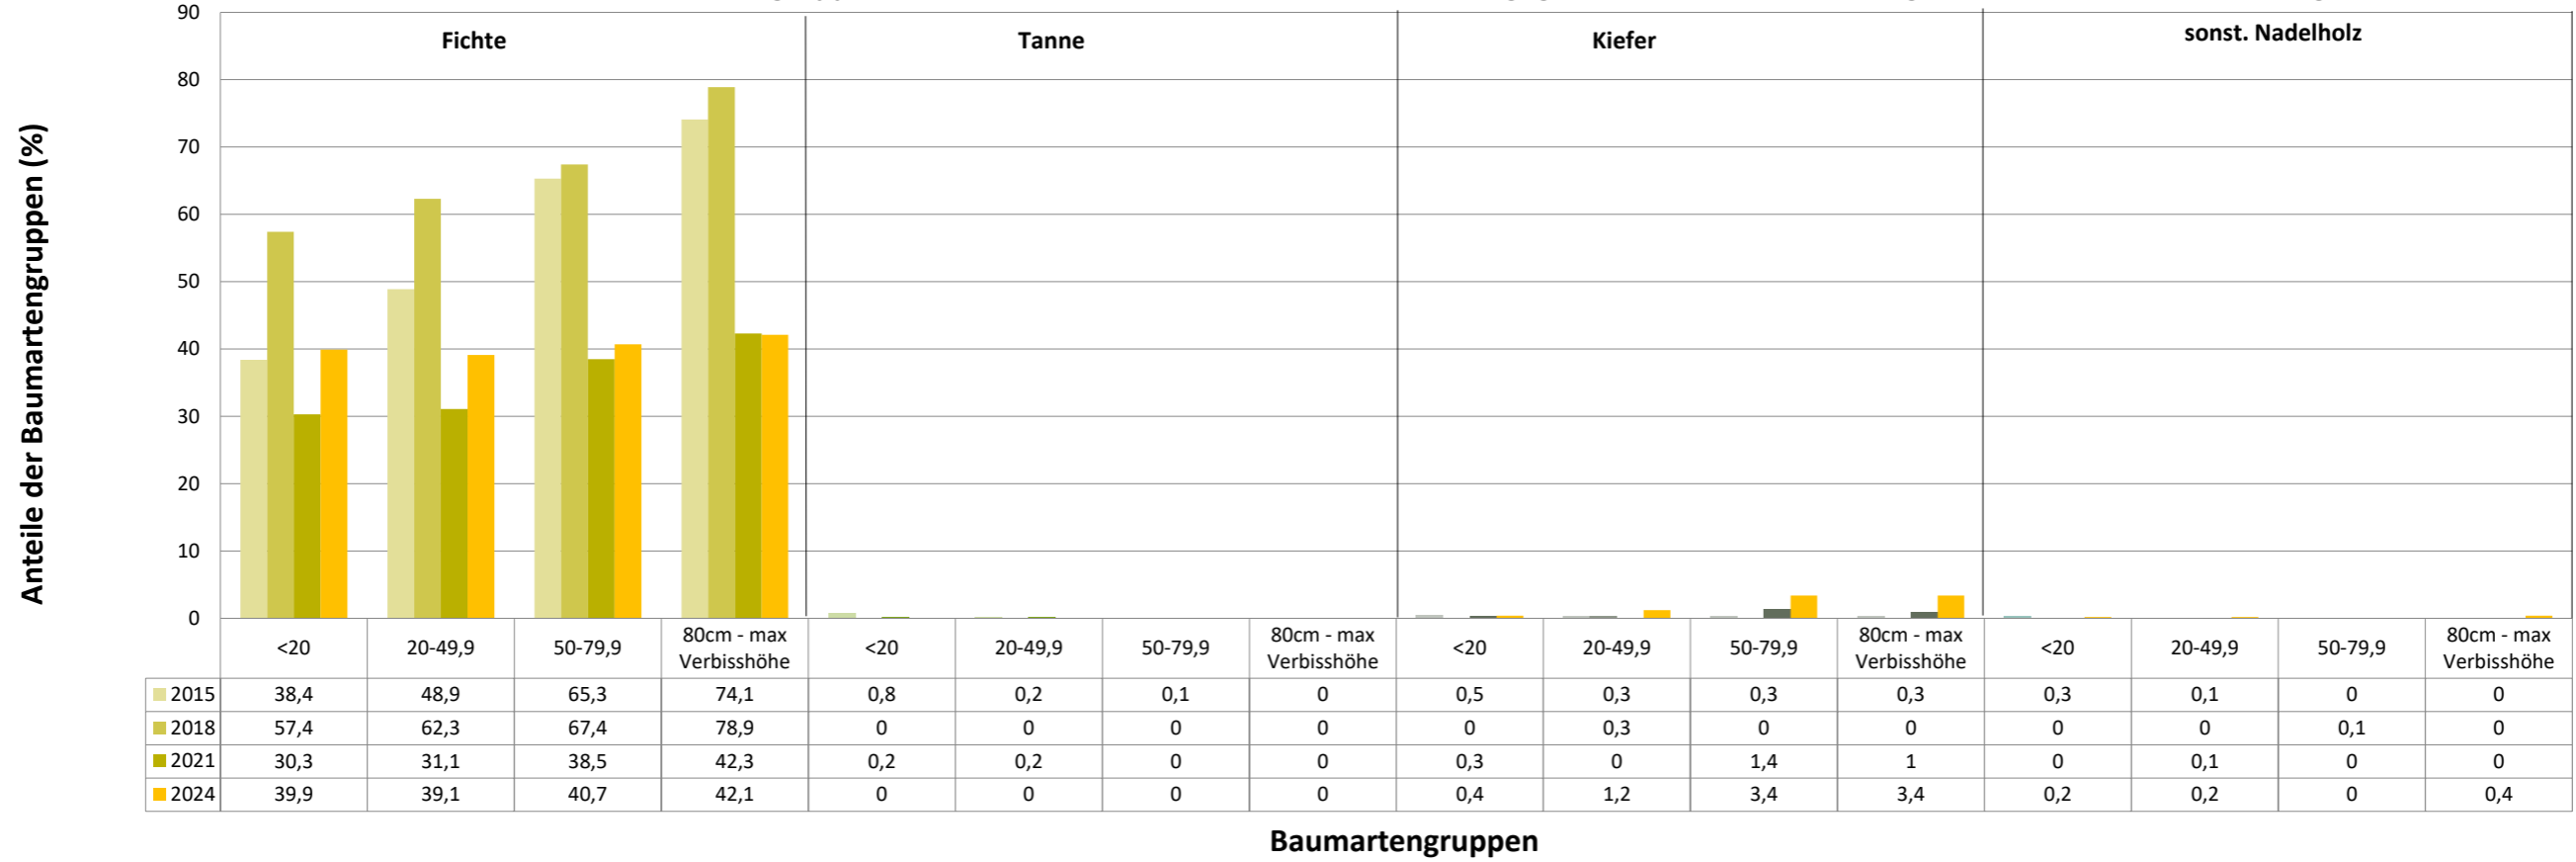 Fichte Tanne Kiefer sonst. Nadelholz
Anteile der Baumartengruppen (%)
90
80
70
60
50
40
30
20
10
0
<20 20-49,9 50-79,9 80cm - max Verbisshöhe <20 20-49,9 50-79,9 80cm - max Verbisshöhe <20 20-49,9 50-79,9 80cm - max Verbisshöhe <20 20-49,9 50-79,9 80cm - max Verbisshöhe
2015 38,4 48,9 65,3 74,1 0,8 0,2 0,1 0 0,5 0,3 0,3 0,3 0,3 0,1 0 0
2018 57,4 62,3 67,4 78,9 0 0 0 0 0 0,3 0 0 0 0 0,1 0
2021 30,3 31,1 38,5 42,3 0,2 0,2 0 0 0,3 0 1,4 1 0 0,1 0 0
2024 39,9 39,1 40,7 42,1 0 0 0 0 0,4 1,2 3,4 3,4 0,2 0,2 0 0,4
Baumartengruppen